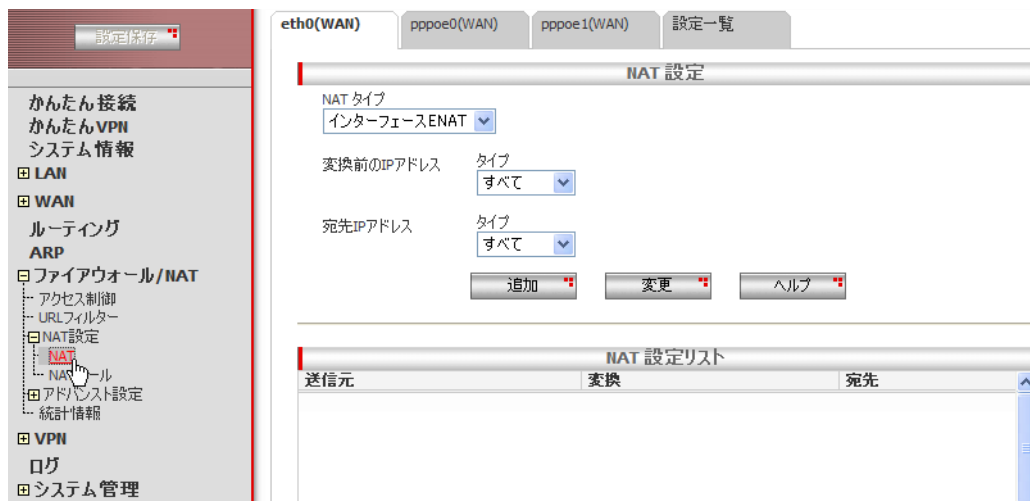 設定保存
かんたん接続
かんたんVPN
システム情報
LAN
WAN
ルーティング
ARP
ファイアウォール/NAT
アクセス制御
URLフィルター
NAT設定
NAT
アドバンスト設定
統計情報
VPN
ログ
システム管理
eth0(WAN) pppoe0(WAN) pppoe1(WAN) 設定一覧
NAT 設定
NAT タイプ
インターフェースENAT
変換前のIPアドレス タイプ
すべて
宛先IPアドレス タイプ
すべて
追加 変更 ヘルプ
NAT 設定リスト
送信元 変換 宛先